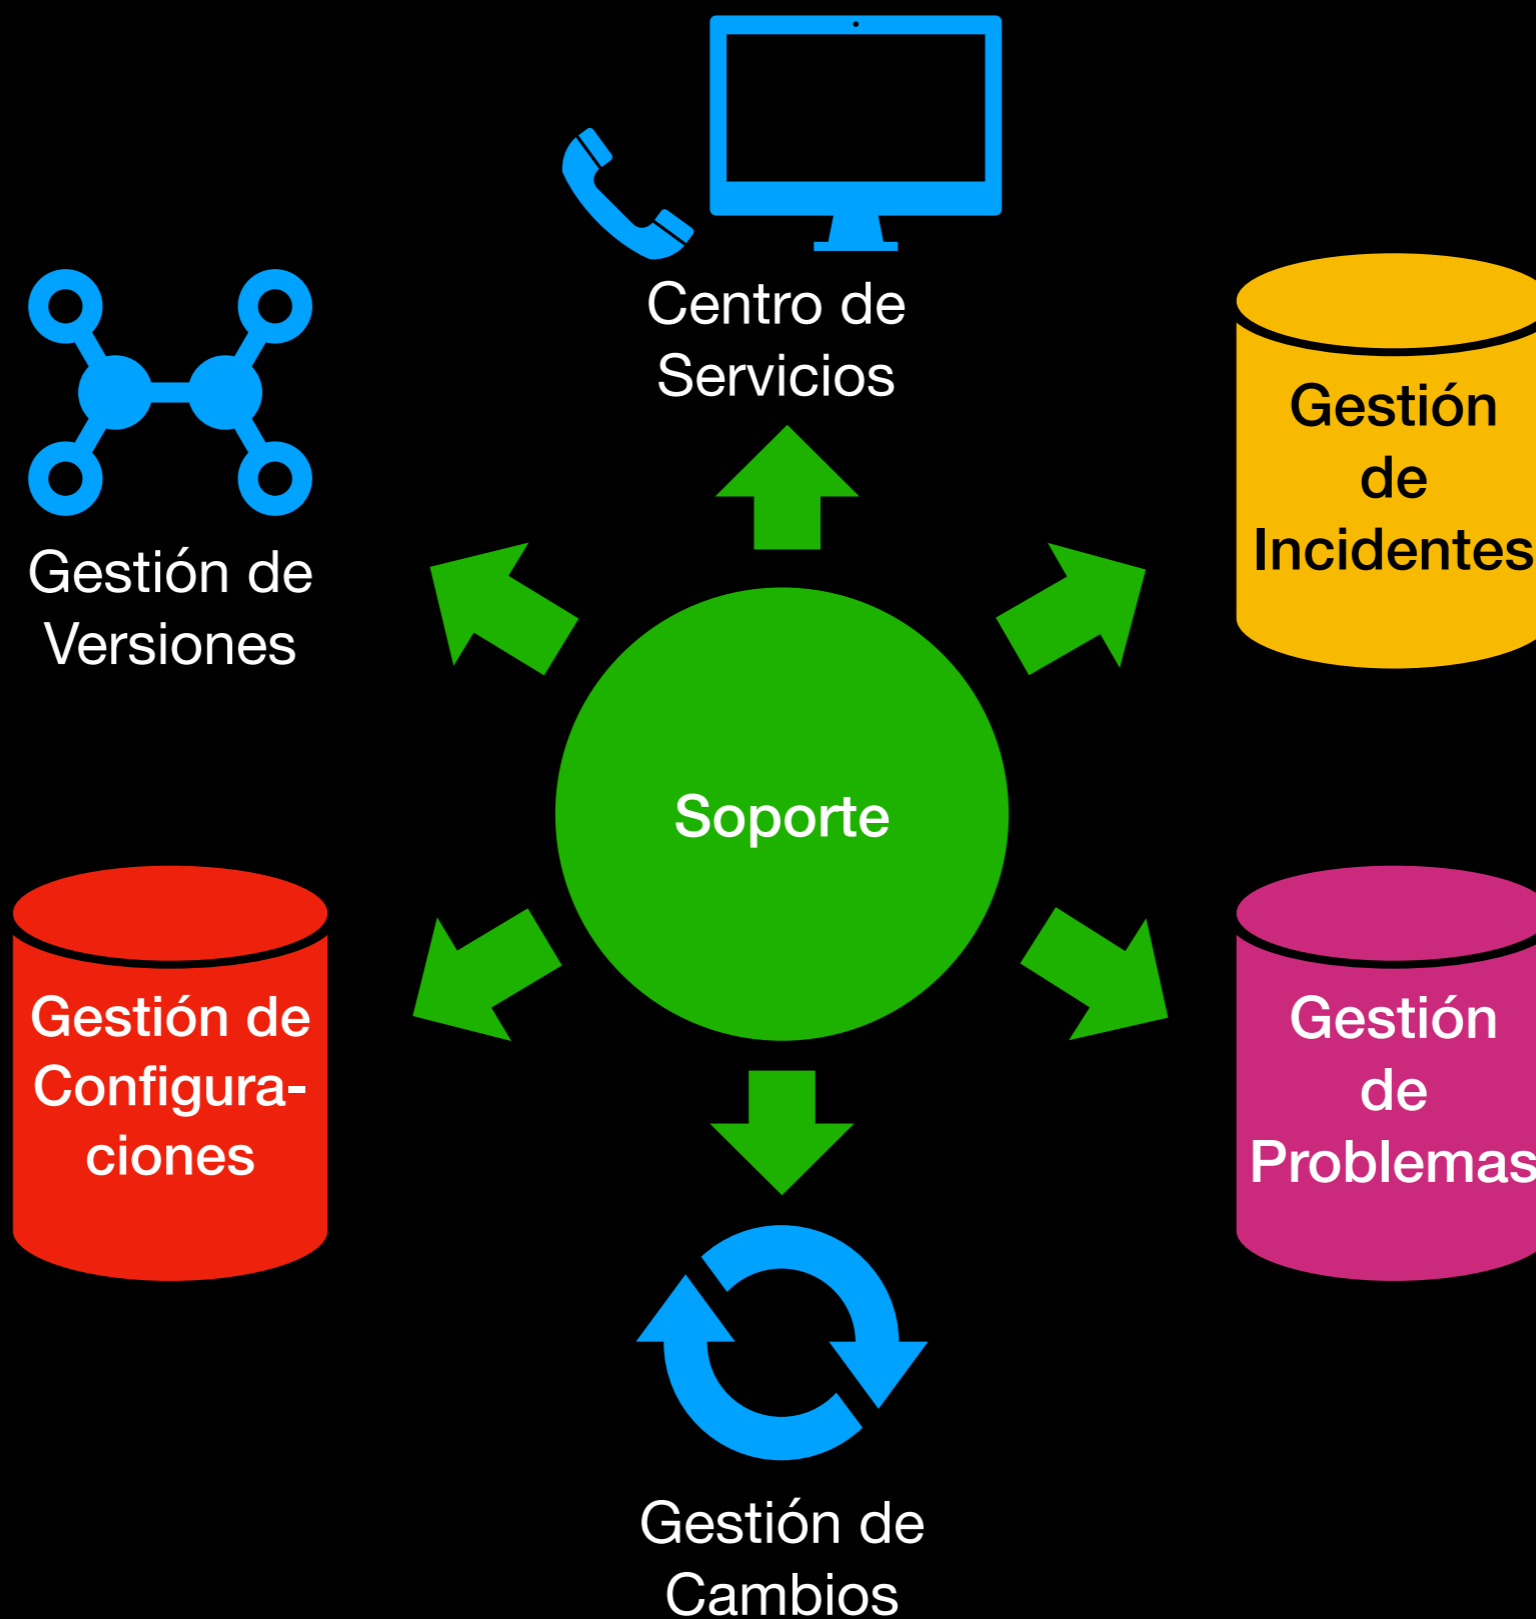 Centro de
Servicios
Gestión
de
Incidentes
Gestión de
Versiones
Soporte
Gestión de
Configura-
ciones
Gestión
de
Problemas
Gestión de
Cambios